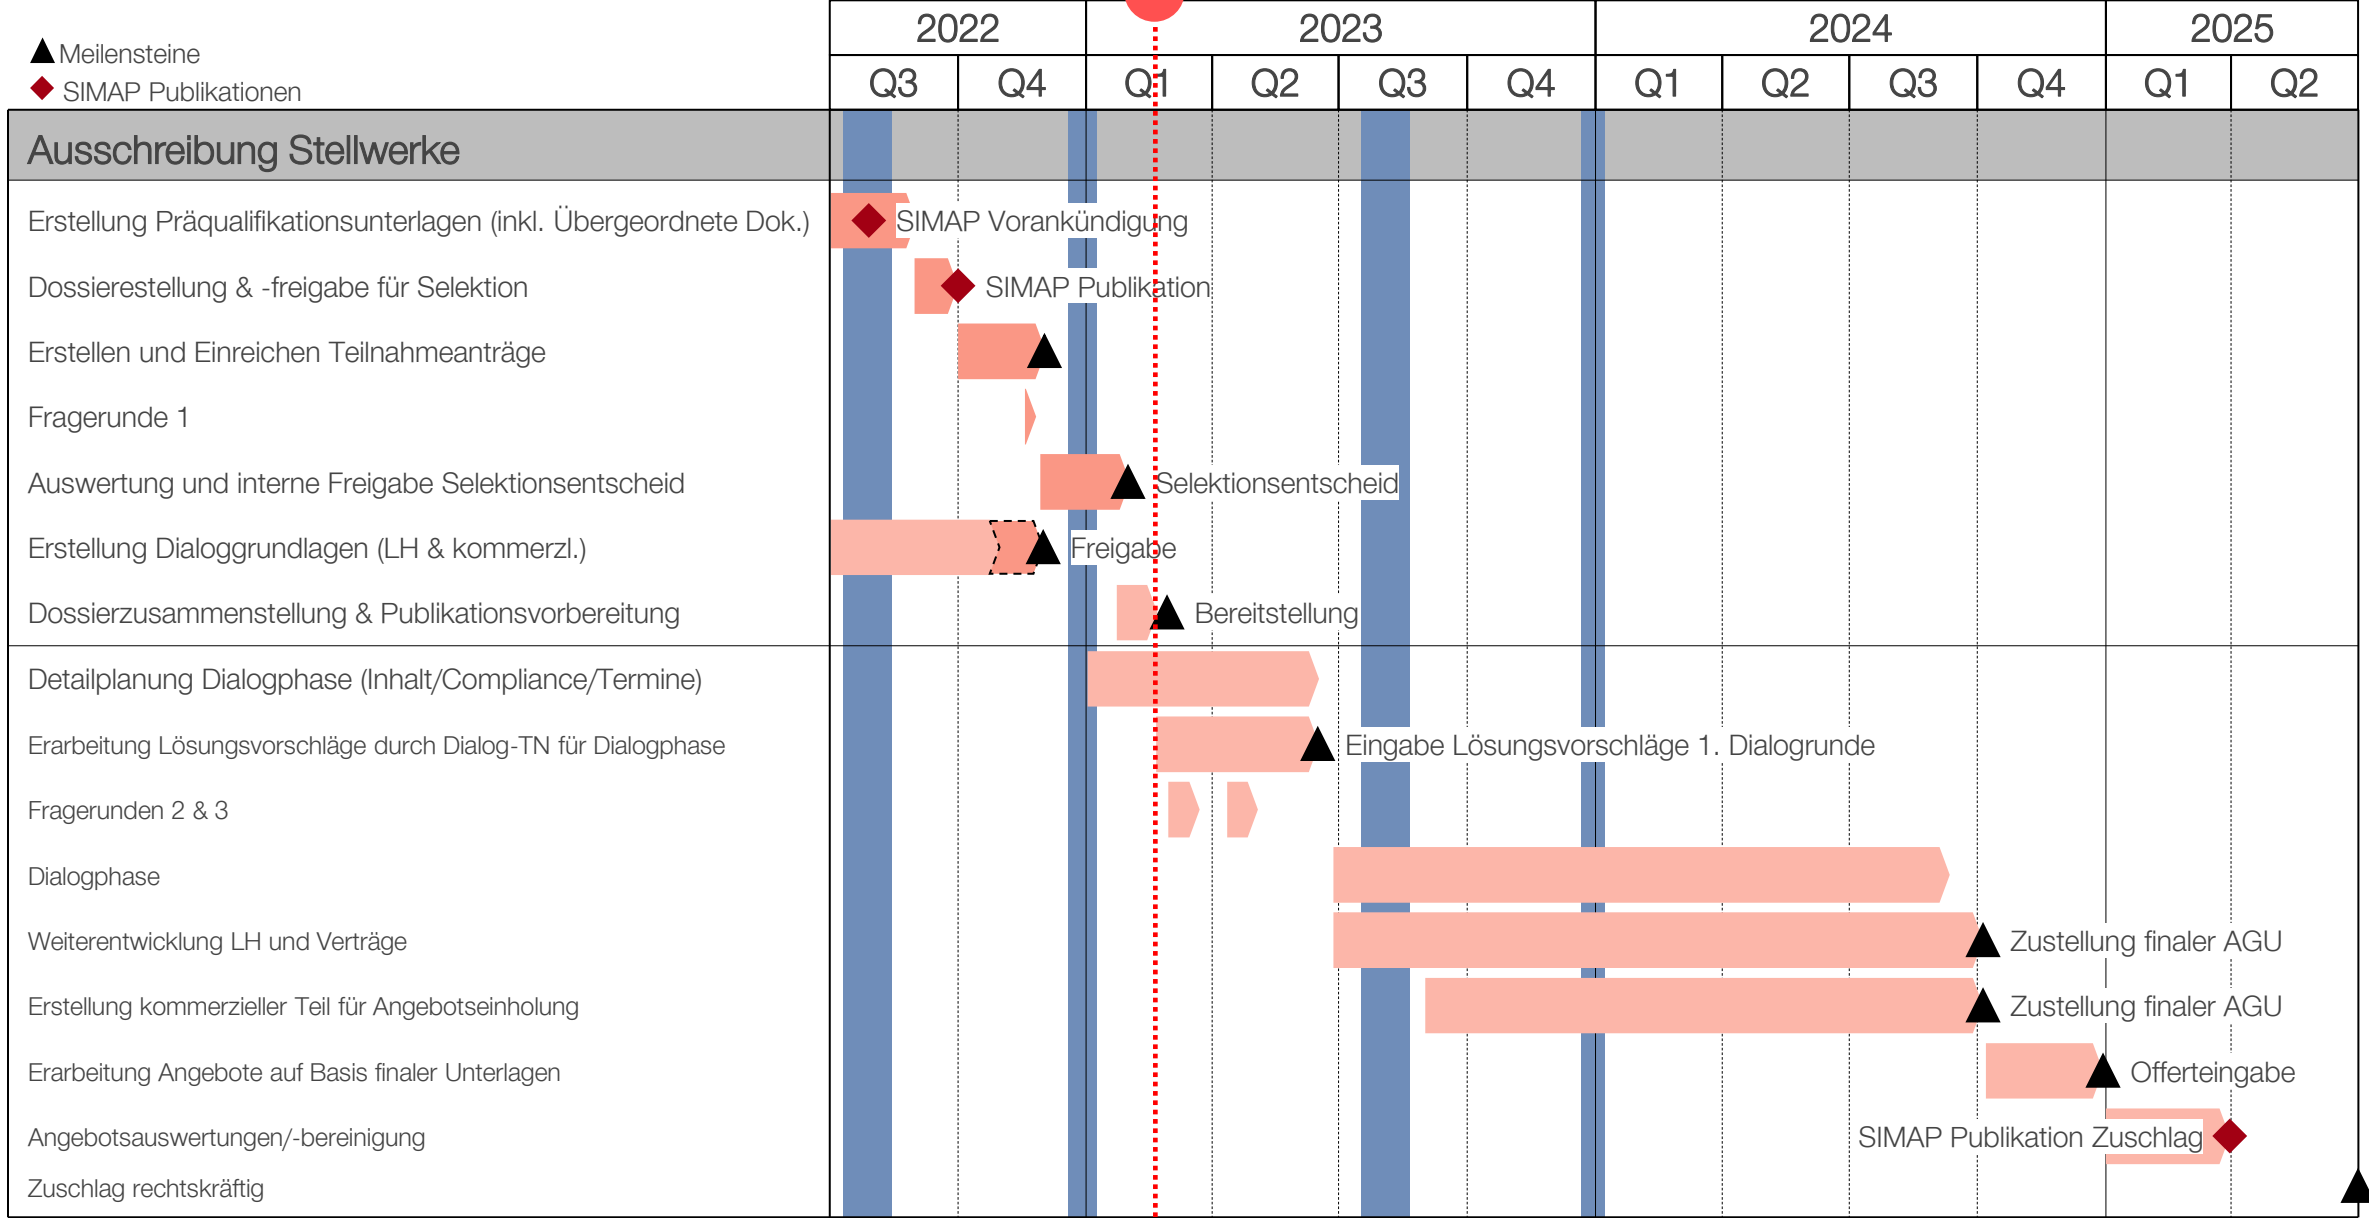 2022 2023 2024 2025
Meilensteine
SIMAP Publikationen
Q3 Q4 Q1 Q2 Q3 Q4 Q1 Q2 Q3 Q4 Q1 Q2
Ausschreibung Stellwerke
Erstellung Präqualifikationsunterlagen (inkl. Übergeordnete Dok.) SIMAP Vorankündigung
Dossierestellung & -freigabe für Selektion SIMAP Publikation
Erstellen und Einreichen Teilnahmeanträge
Fragerunde 1
Auswertung und interne Freigabe Selektionsentscheid Selektionsentscheid
Erstellung Dialoggrundlagen (LH & kommerzl.) Freigabe
Dossierzusammenstellung & Publikationsvorbereitung Bereitstellung
Detailplanung Dialogphase (Inhalt/Compliance/Termine)
Erarbeitung Lösungsvorschläge durch Dialog-TN für Dialogphase Eingabe Lösungsvorschläge 1. Dialogrunde
Fragerunden 2 & 3
Dialogphase
Weiterentwicklung LH und Verträge Zustellung finaler AGU
Erstellung kommerzieller Teil für Angebotseinholung Zustellung finaler AGU
Erarbeitung Angebote auf Basis finaler Unterlagen Offerteingabe
Angebotsauswertungen/-bereinigung SIMAP Publikation Zuschlag
Zuschlag rechtskräftig